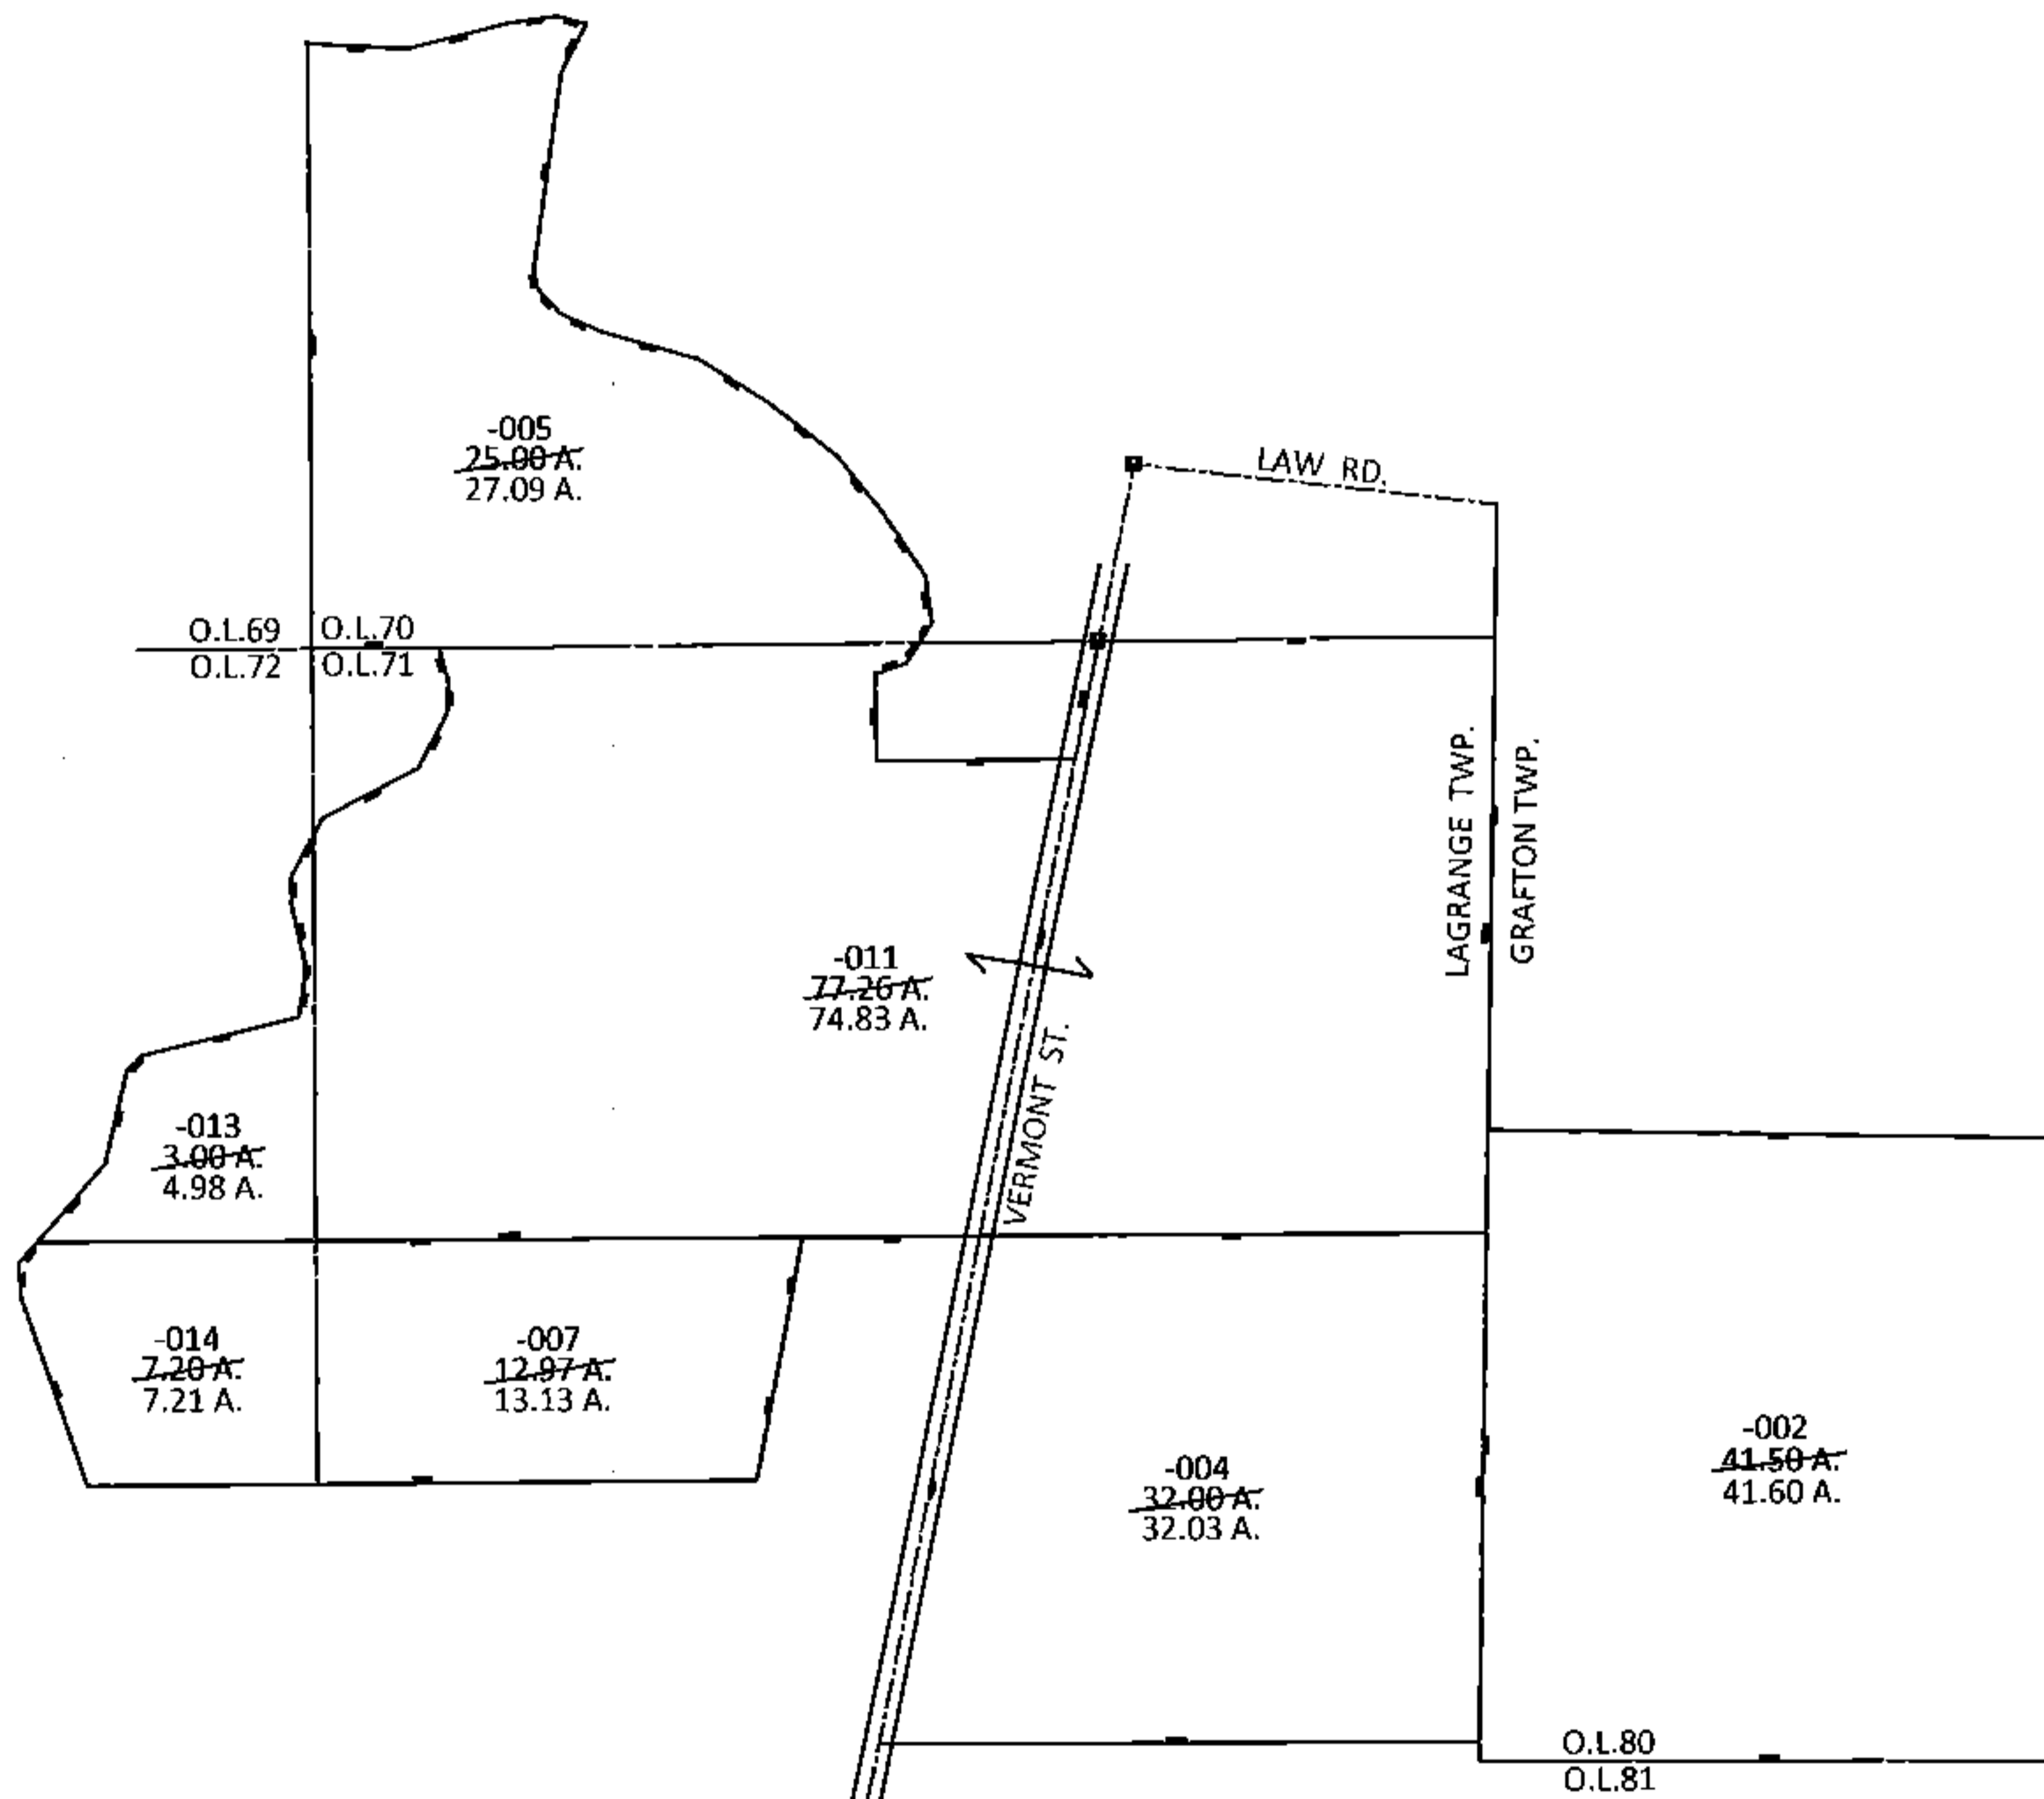 -005
25.00 A.
27.09 A.
LAW RD.
O.L.69
O.L.70
O.L.72
O.L.71
LAGRANGE TWP.
GRAFTON TWP.
-011
77.26 A.
74.83 A.
VERMONT ST.
-013
3.00 A.
4.98 A.
-014
7.20 A.
7.21 A.
-007
12.97 A.
13.13 A.
-004
32.00 A.
32.03 A.
-002
41.50 A.
41.60 A.
O.L.80
O.L.81